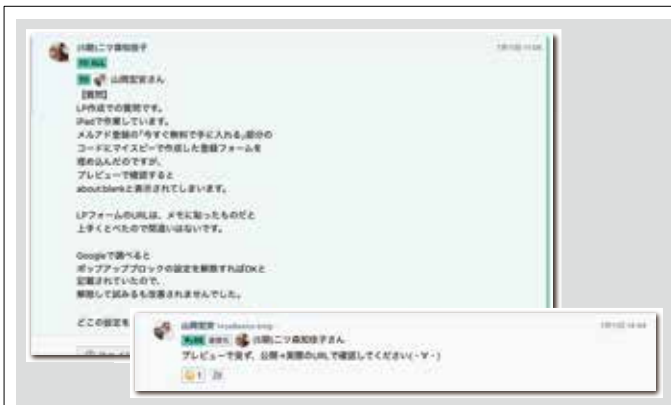 TO ALL
TO 山岡宏安さん
【質問】
LP作成での質問です。
iPadで作業しています。
メルアド登録の「今すぐ無料で手に入れる」部分の
コードにマイスピーで作成した登録フォームを
埋め込んだのですが、
プレビューで確認すると
about:blankと表示されてしまいます。
LPフォームのURLは、メモに貼ったものだと
上手くとべたので間違いはないです。
Googleで調べると
ポップアップブロックの設定を解除すればOKと
記載されていたので、
解除して試みるも改善されませんでした。
どこの設定を
プレビューで見ず、公開→実際のURLで確認してください(・∀・)
1